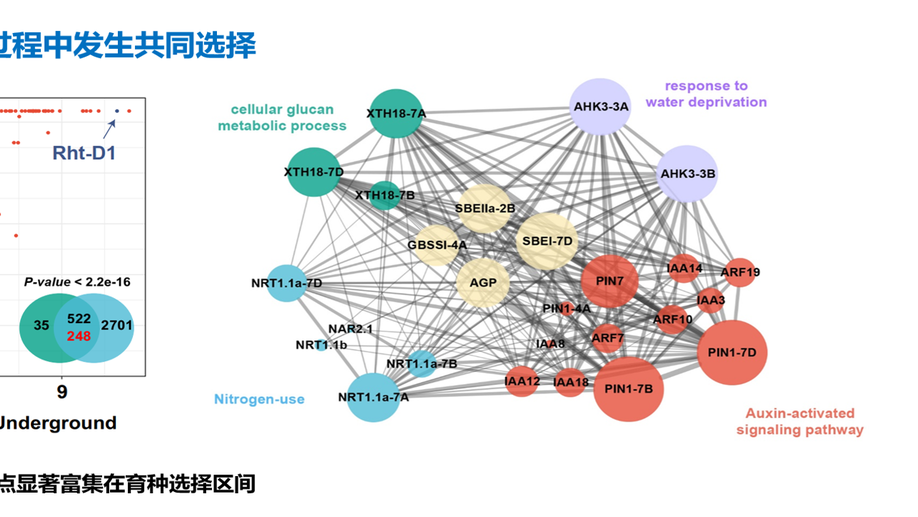 过程中发生共同选择
Rht-D1
P-value < 2.2e-16
35
522
248
2701
9
Underground
点显著富集在育种选择区间
cellular glucan
metabolic process
response to
water deprivation
XTH18-7A
AHK3-3A
XTH18-7D
AHK3-3B
XTH18-7B
SBEIIa-2B
GBSSI-4A
SBEI-7D
NRT1.1a-7D
AGP
PIN7
IAA14
ARF19
IAA3
PIN1-4A
ARF10
NAR2.1
NRT1.1b
IAA8
ARF7
PIN1-7D
NRT1.1a-7B
IAA12
IAA18
PIN1-7B
NRT1.1a-7A
Nitrogen-use
Auxin-activated
signaling pathway